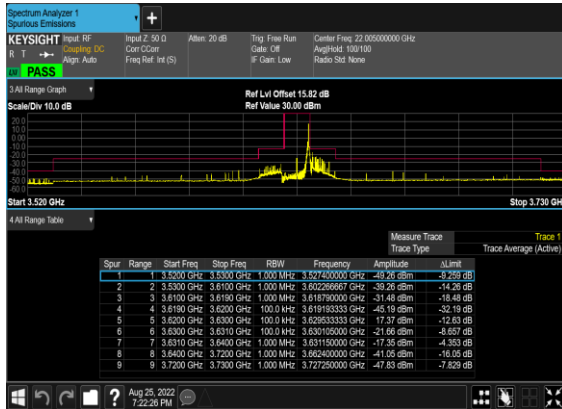 Spectrum Analyzer 1
Spurious Emissions
+
KEYSIGHT Input: RF Input Z: 50 Ω Atten: 20 dB Trig: Free Run Center Freq: 22.005000000 GHz
R T Coupling: DC Corr CCorr Gate: Off Avg|Hold: 100/100
Align: Auto Freq Ref: Int (S) IF Gain: Low Radio Std: None
PASS
3 All Range Graph
Ref Lvl Offset 15.82 dB
Scale/Div 10.0 dB Ref Value 30.00 dBm
20.0
10.0
0.00
-10.0
-20.0
-30.0
-40.0
-50.0
-60.0
Start 3.520 GHz Stop 3.730 GH
4 All Range Table
Measure Trace Trace 1
Trace Type Trace Average (Active)
Spur Range Start Freq Stop Freq RBW Frequency Amplitude ΔLimit
1 1 3.5200 GHz 3.5300 GHz 1.000 MHz 3.527400000 GHz -49.26 dBm -9.259 dB
2 2 3.5300 GHz 3.6100 GHz 1.000 MHz 3.602266667 GHz -39.26 dBm -14.26 dB
3 3 3.6100 GHz 3.6190 GHz 1.000 MHz 3.618790000 GHz -31.48 dBm -18.48 dB
4 4 3.6190 GHz 3.6200 GHz 100.0 kHz 3.619193333 GHz -45.19 dBm -32.19 dB
5 5 3.6200 GHz 3.6300 GHz 100.0 kHz 3.629533333 GHz 17.37 dBm -12.63 dB
6 6 3.6300 GHz 3.6310 GHz 100.0 kHz 3.630105000 GHz -21.66 dBm -8.657 dB
7 7 3.6310 GHz 3.6400 GHz 1.000 MHz 3.631150000 GHz -17.35 dBm -4.353 dB
8 8 3.6400 GHz 3.7200 GHz 1.000 MHz 3.662400000 GHz -41.05 dBm -16.05 dB
9 9 3.7200 GHz 3.7300 GHz 1.000 MHz 3.727250000 GHz -47.83 dBm -7.829 dB
? Aug 25, 2022
7:22:26 PM